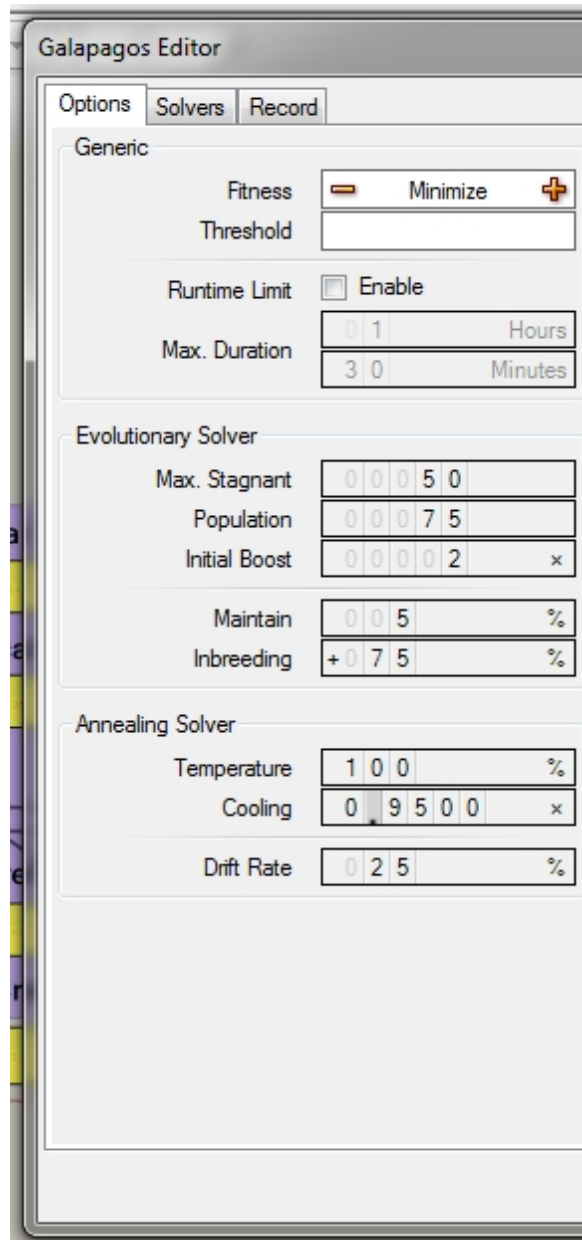 Galapagos Editor
Options Solvers Record
Generic
Fitness Minimize
Threshold
Runtime Limit Enable
Max. Duration 01 Hours
30 Minutes
Evolutionary Solver
Max. Stagnant 00050
Population 00075
Initial Boost 00002 ×
Maintain 005 %
Inbreeding +075 %
Annealing Solver
Temperature 100 %
Cooling 0.9500 ×
Drift Rate 025 %